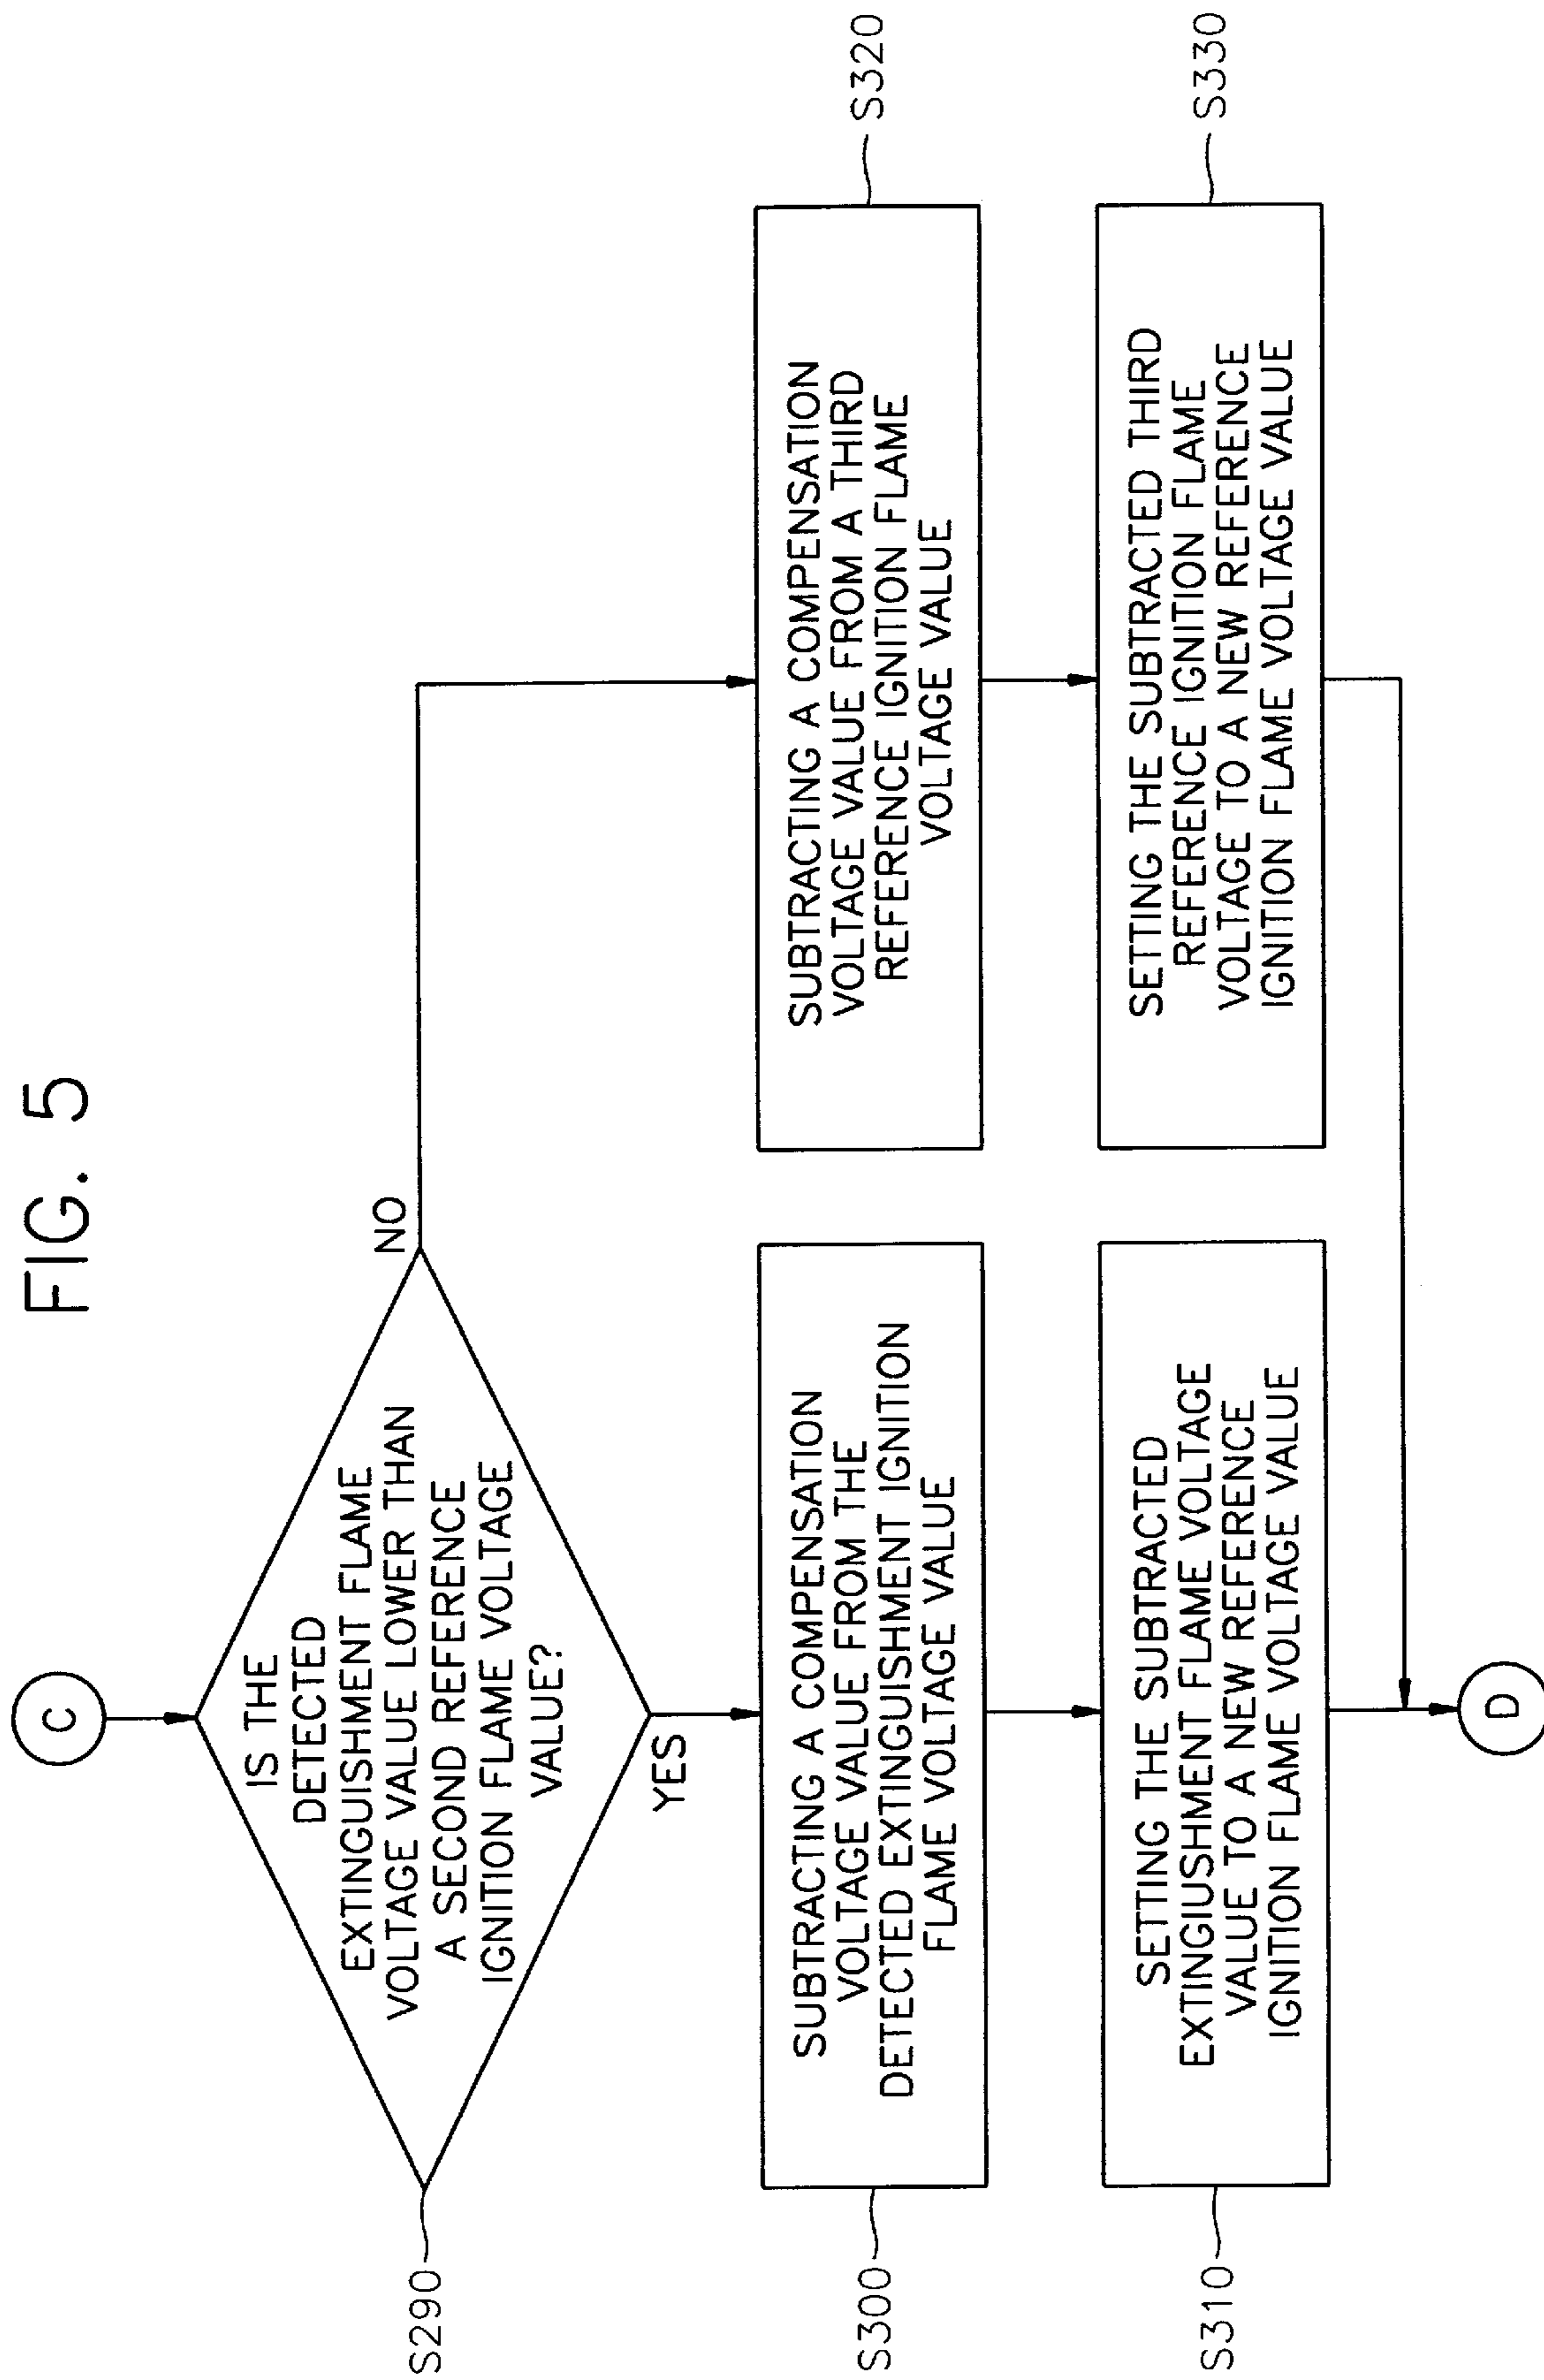 FIG. 5
C
IS THE
DETECTED
EXTINGUISHMENT FLAME
VOLTAGE VALUE LOWER THAN
A SECOND REFERENCE
IGNITION FLAME VOLTAGE
VALUE?
S290
NO
YES
SUBTRACTING A COMPENSATION
VOLTAGE VALUE FROM THE
DETECTED EXTINGUISHMENT IGNITION
FLAME VOLTAGE VALUE
S300
SUBTRACTING A COMPENSATION
VOLTAGE VALUE FROM A THIRD
REFERENCE IGNITION FLAME
VOLTAGE VALUE
S320
SETTING THE SUBTRACTED
EXTINGIUSHMENT FLAME VOLTAGE
VALUE TO A NEW REFERENCE
IGNITION FLAME VOLTAGE VALUE
S310
SETTING THE SUBTRACTED THIRD
REFERENCE IGNITION FLAME
VOLTAGE TO A NEW REFERENCE
IGNITION FLAME VOLTAGE VALUE
S330
D